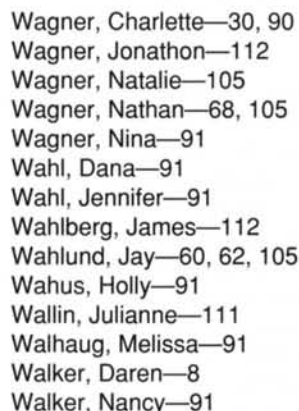 Wagner, Charlette—30, 90
Wagner, Jonathon—112
Wagner, Natalie—105
Wagner, Nathan—68, 105
Wagner, Nina—91
Wahl, Dana—91
Wahl, Jennifer—91
Wahlberg, James—112
Wahlund, Jay—60, 62, 105
Wahus, Holly—91
Wallin, Julianne—111
Walhaug, Melissa—91
Walker, Daren—8
Walker, Nancy—91